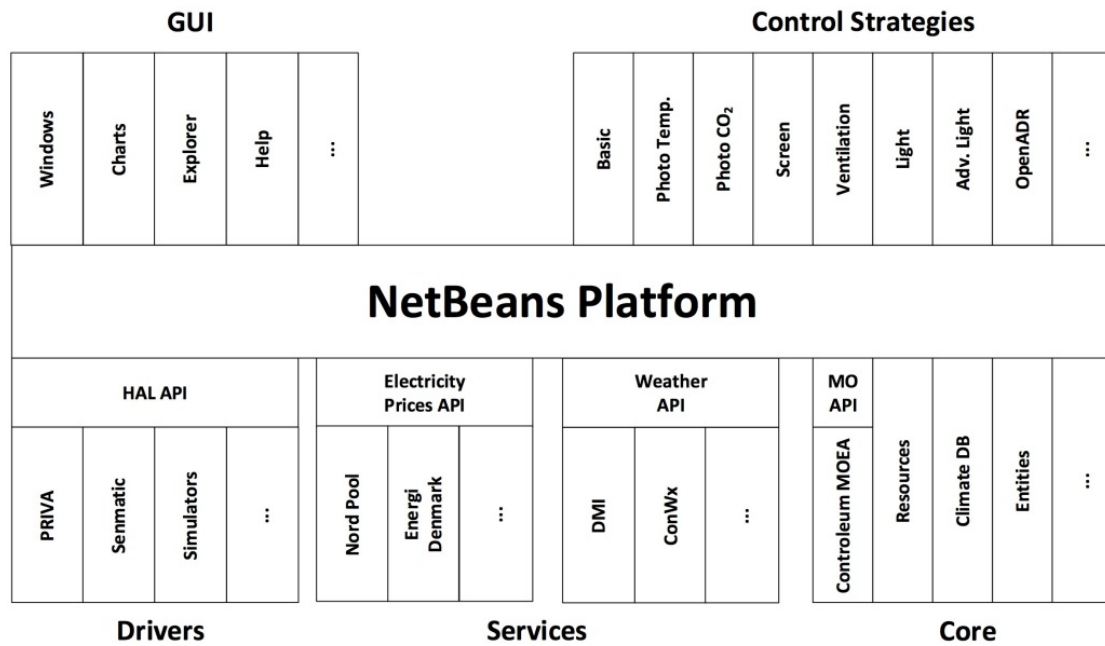 GUI
Control Strategies
Windows
Charts
Explorer
Help
...
Basic
Photo Temp.
Photo CO₂
Screen
Ventilation
Light
Adv. Light
OpenADR
...
NetBeans Platform
HAL API
Electricity
Prices API
Weather
API
MO
API
PRIVA
Senmatic
Simulators
...
Nord Pool
Energi
Denmark
...
DMI
ConWx
...
Controleum MOEA
Resources
Climate DB
Entities
...
Drivers
Services
Core